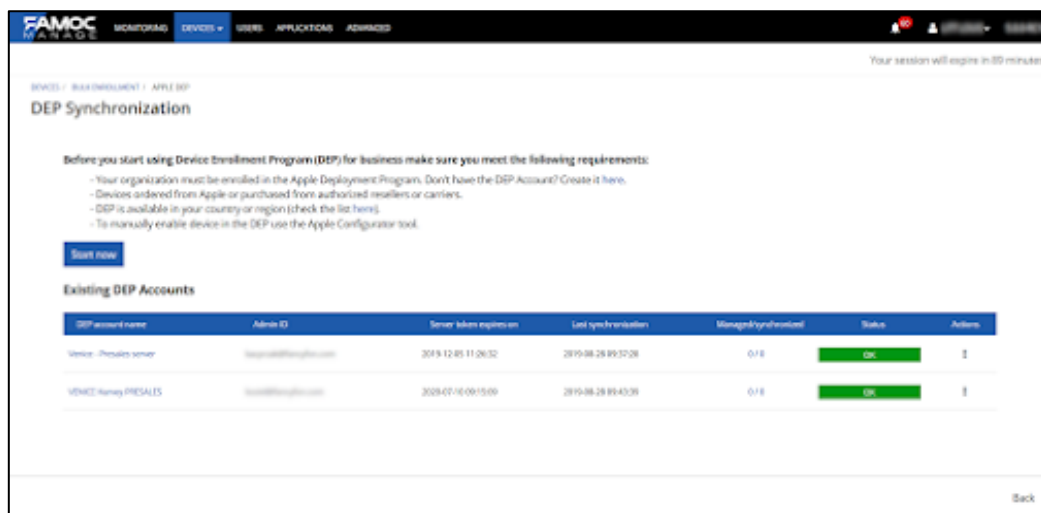 FAMOC
MANAGE
MONITORING DEVICES USERS APPLICATIONS ADVANCED
Your session will expire in 89 minutes
DEVICES / BULK ENROLLMENT / APPLE DEP
DEP Synchronization
Before you start using Device Enrollment Program (DEP) for business make sure you meet the following requirements:
- Your organization must be enrolled in the Apple Deployment Program. Don't have the DEP Account? Create it here.
- Devices ordered from Apple or purchased from authorized resellers or carriers.
- DEP is available in your country or region (check the list here).
- To manually enable device in the DEP use the Apple Configurator tool.
Start now
Existing DEP Accounts
DEP account name Admin ID Server token expires on Last synchronization Managed/synchronized Status Actions
Venice - Presales server 2019-12-05 11:26:32 2019-08-28 09:37:28 0/0 OK
VENICE Harvey PRESALES 2020-07-10 09:15:09 2019-08-28 09:43:39 0/0 OK
Back